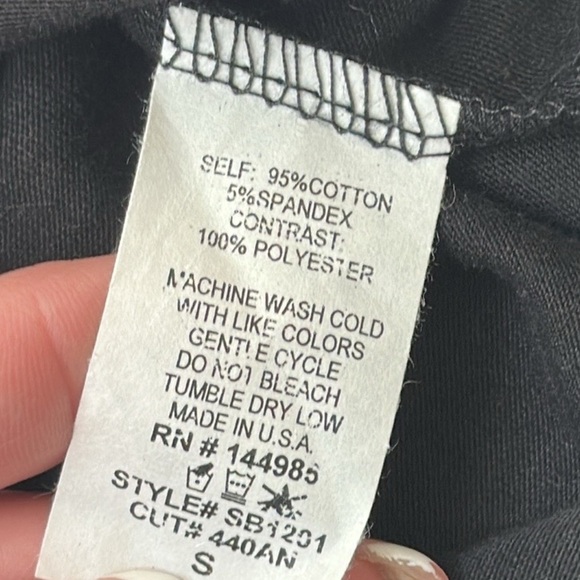 SELF: 95%COTTON
5%SPANDEX
CONTRAST:
100% POLYESTER
MACHINE WASH COLD
WITH LIKE COLORS
GENTLE CYCLE
DO NOT BLEACH
TUMBLE DRY LOW
MADE IN U.S.A.
RN # 144985
STYLE# SB1201
CUT# 440AN
S